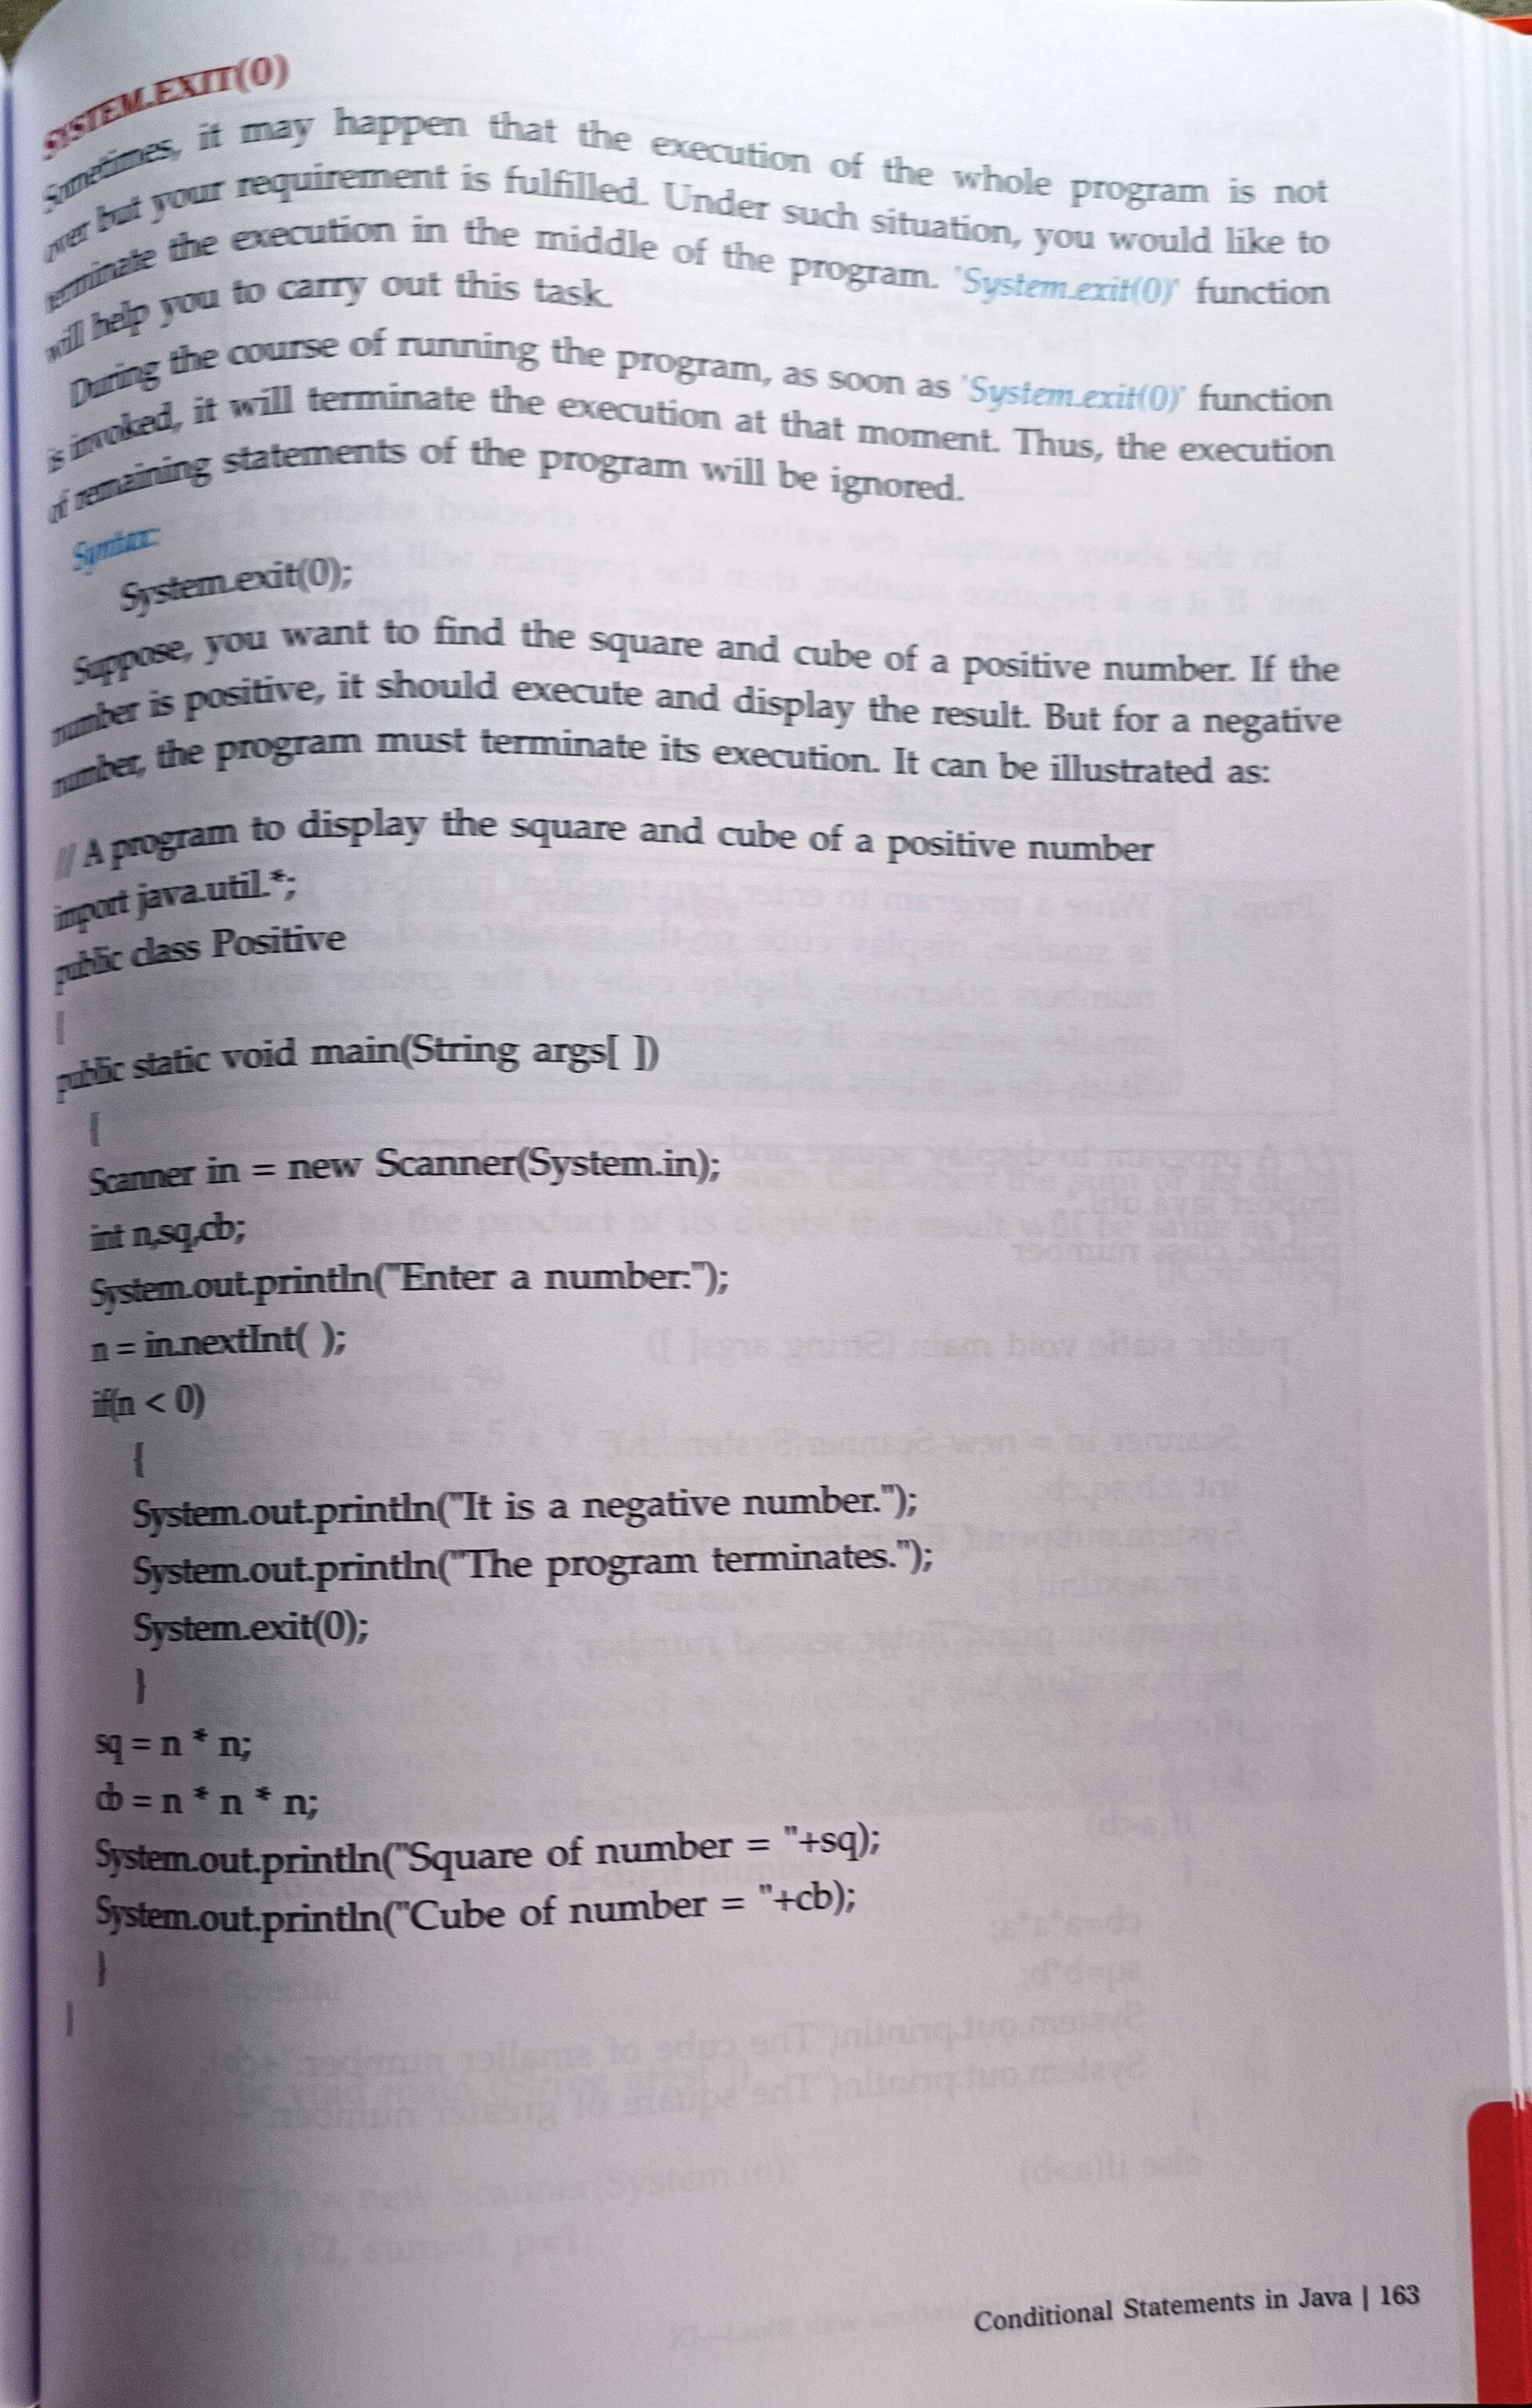 SYSTEM.EXIT(0)
Sometimes, it may happen that the execution of the whole program is not
over but your requirement is fulfilled. Under such situation, you would like to
terminate the execution in the middle of the program. 'System.exit(0)' function
will help you to carry out this task.
During the course of running the program, as soon as 'System.exit(0)' function
is invoked, it will terminate the execution at that moment. Thus, the execution
of remaining statements of the program will be ignored.
Syntax:
System.exit(0);
Suppose, you want to find the square and cube of a positive number. If the
number is positive, it should execute and display the result. But for a negative
number, the program must terminate its execution. It can be illustrated as:
// A program to display the square and cube of a positive number
import java.util.*;
public class Positive
{
public static void main(String args[ ])
{
Scanner in = new Scanner(System.in);
int n,sq,cb;
System.out.println("Enter a number:");
n = in.nextInt( );
if(n < 0)
{
System.out.println("It is a negative number.");
System.out.println("The program terminates.");
System.exit(0);
}
sq = n * n;
cb = n * n * n;
System.out.println("Square of number = "+sq);
System.out.println("Cube of number = "+cb);
}
}
Conditional Statements in Java | 163